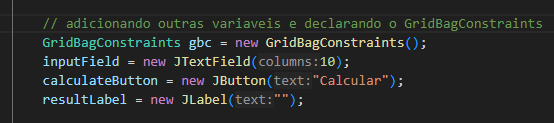 // adicionando outras variaveis e declarando o GridBagConstraints
GridBagConstraints gbc = new GridBagConstraints();
inputField = new JTextField(columns:10);
calculateButton = new JButton(text:"Calcular");
resultLabel = new JLabel(text:"");